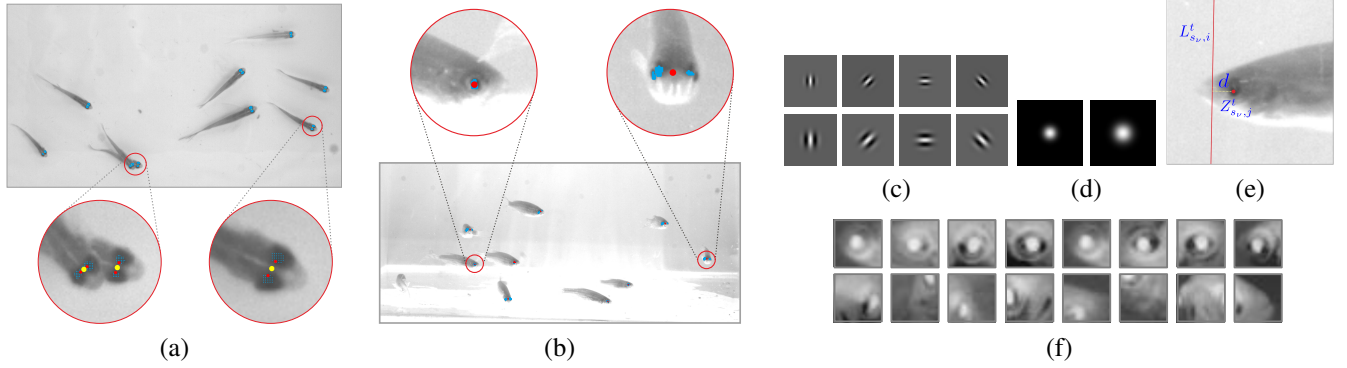 L^t_{s_ν,i}
d
Z^t_{s_ν,j}
(c)
(d)
(e)
(a)
(b)
(f)